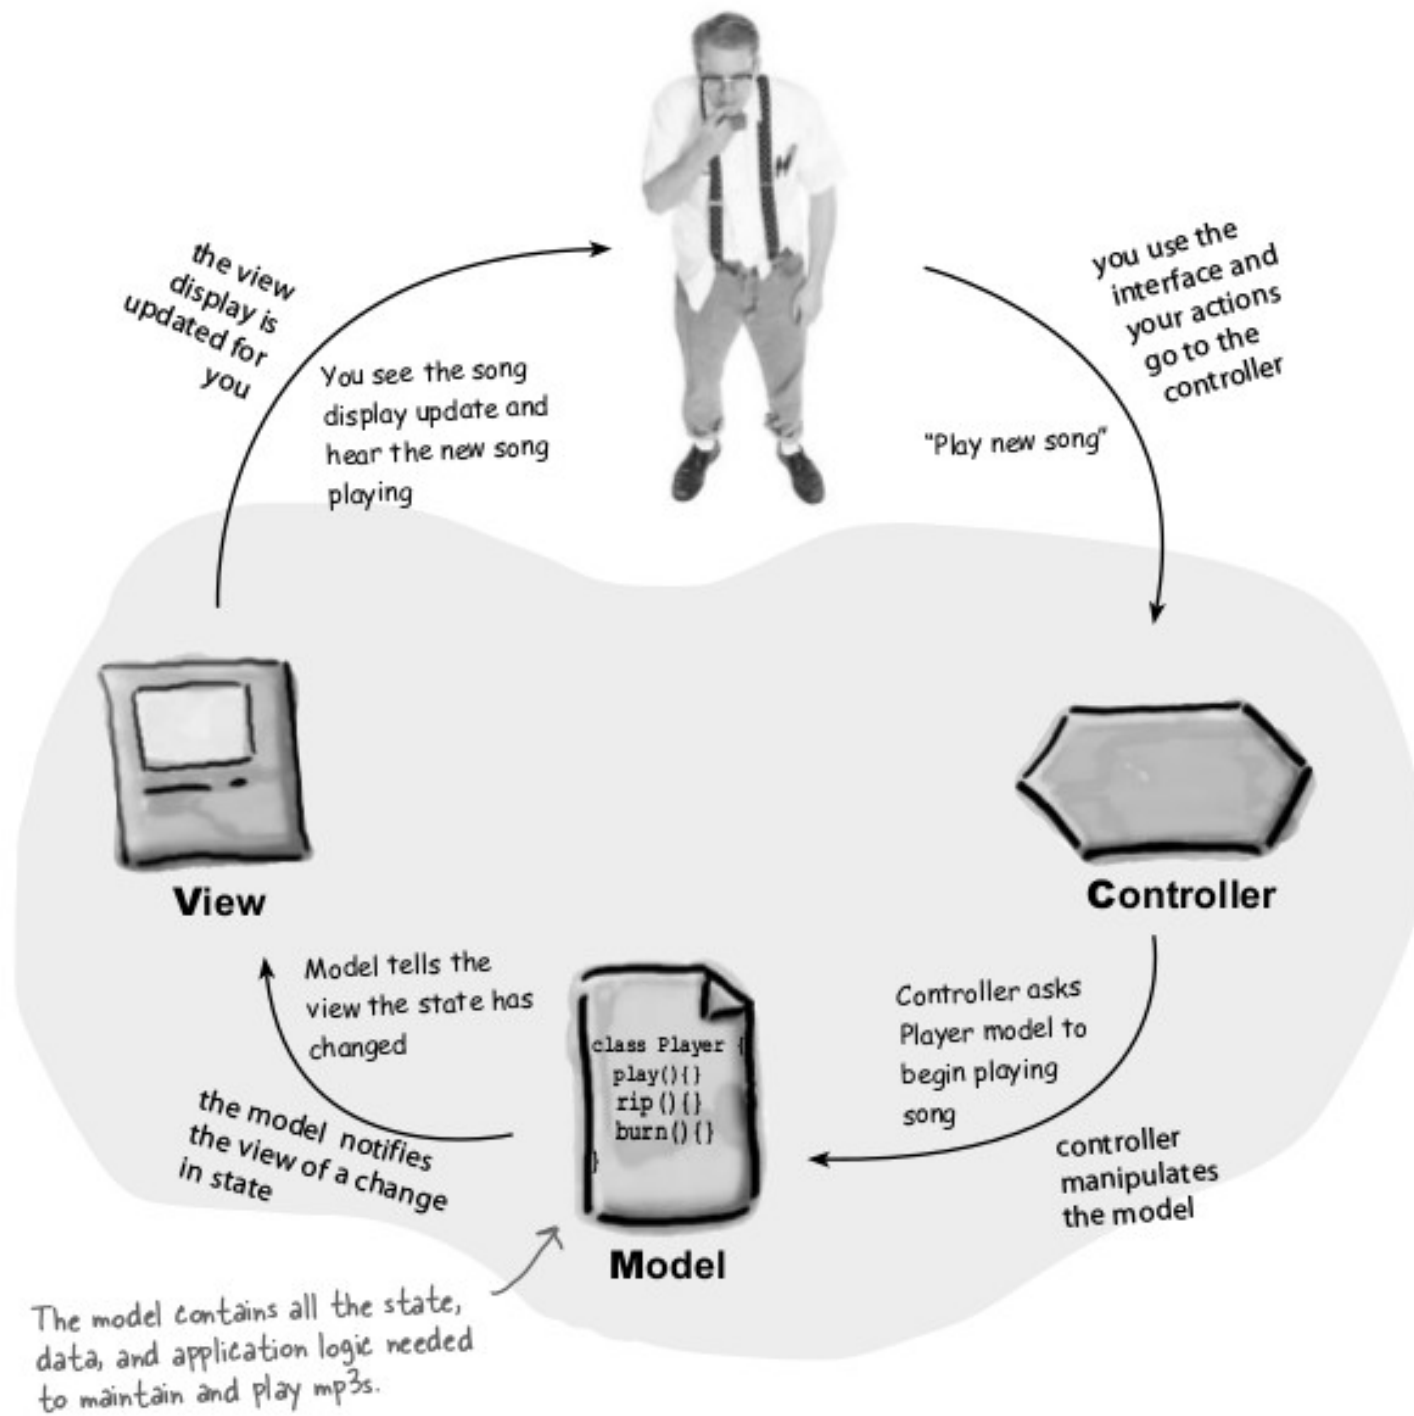 the view
display is
updated for
you
You see the song
display update and
hear the new song
playing
you use the
interface and
your actions
go to the
controller
“Play new song”
View
Controller
Model tells the
view the state has
changed
the model notifies
the view of a change
in state
class Player {
play(){}
rip(){}
burn(){}
}
Controller asks
Player model to
begin playing
song
controller
manipulates
the model
Model
The model contains all the state,
data, and application logic needed
to maintain and play mp3s.